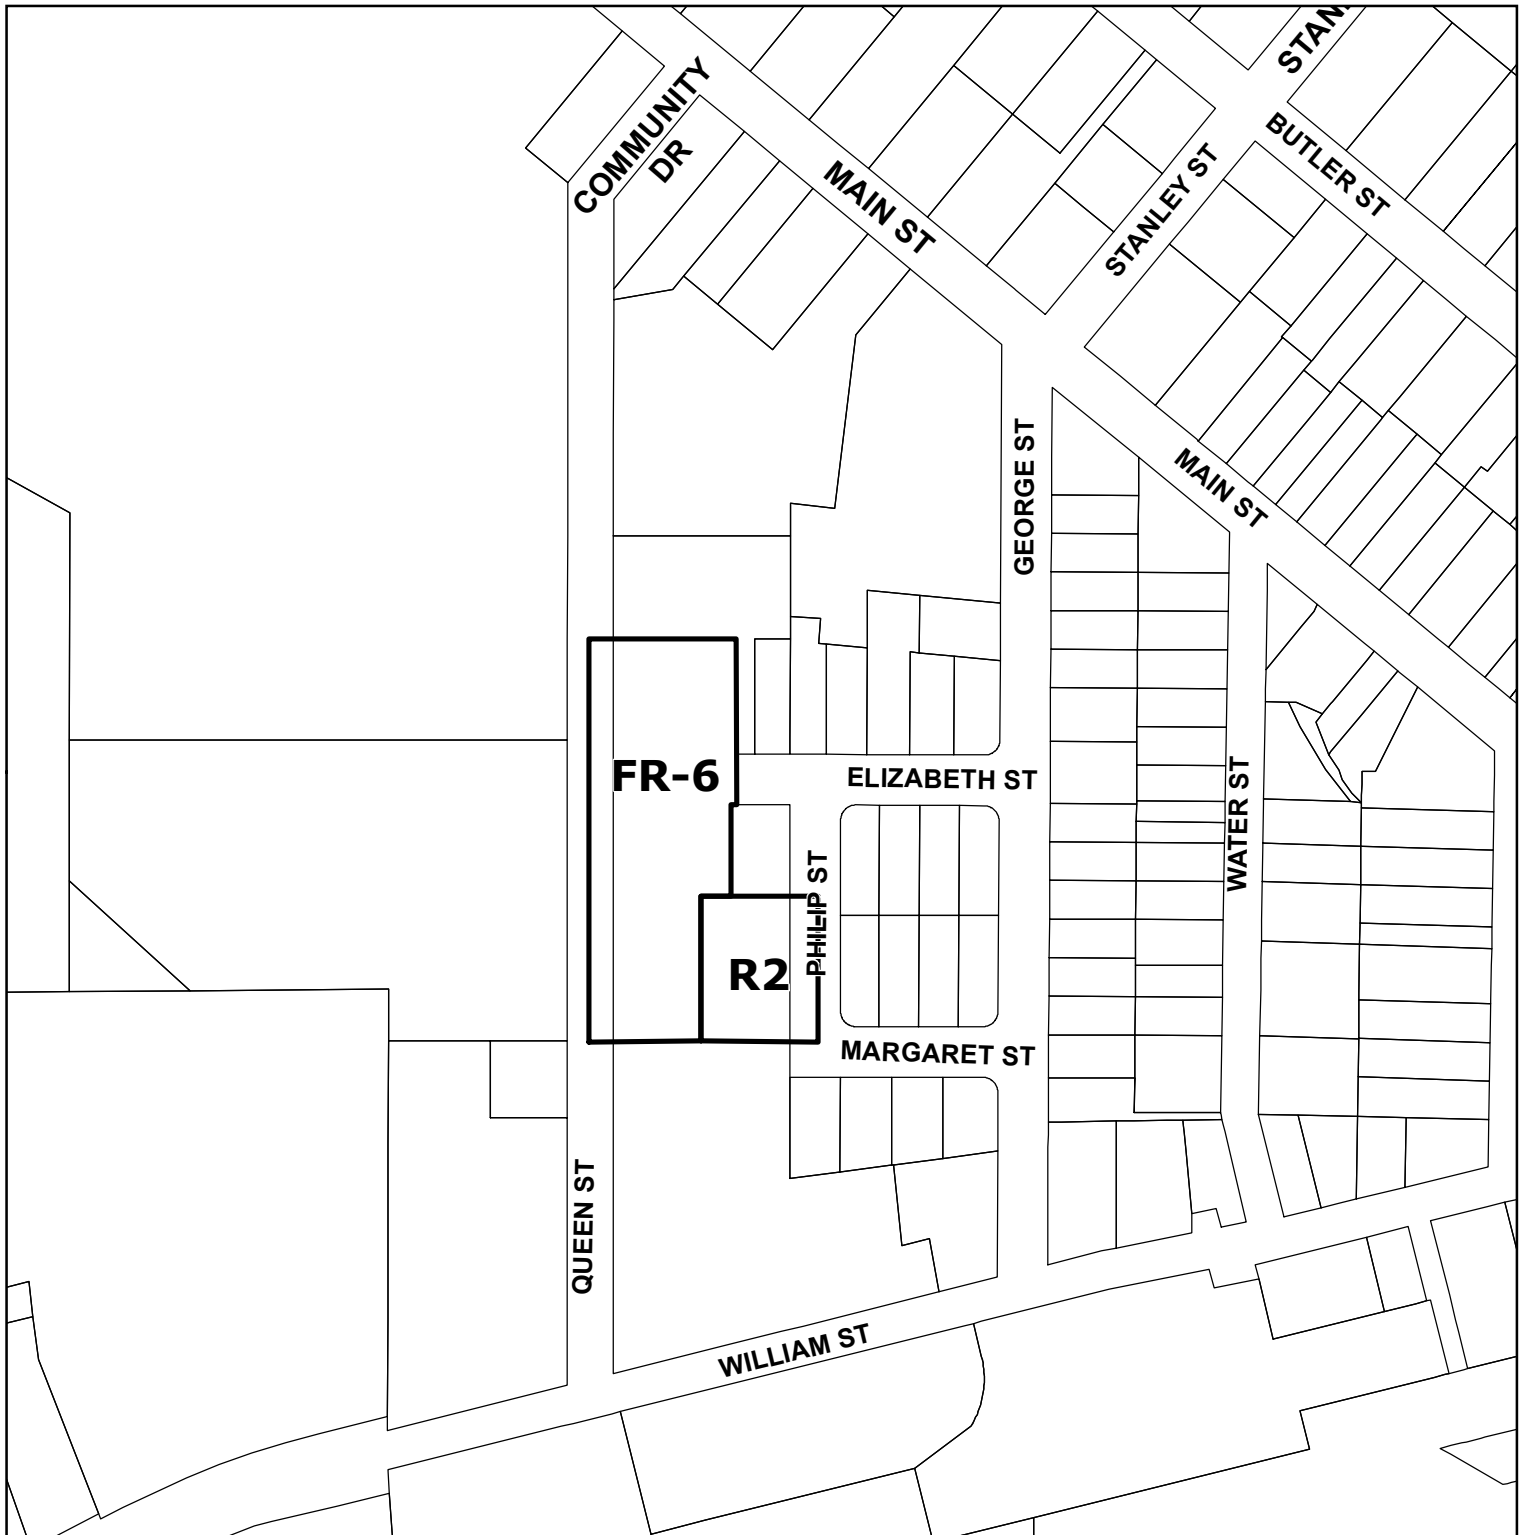 STAN
COMMUNITY
DR
BUTLER ST
MAIN ST
STANLEY ST
GEORGE ST
MAIN ST
FR-6
ELIZABETH ST
WATER ST
PHILIP ST
R2
MARGARET ST
QUEEN ST
WILLIAM ST